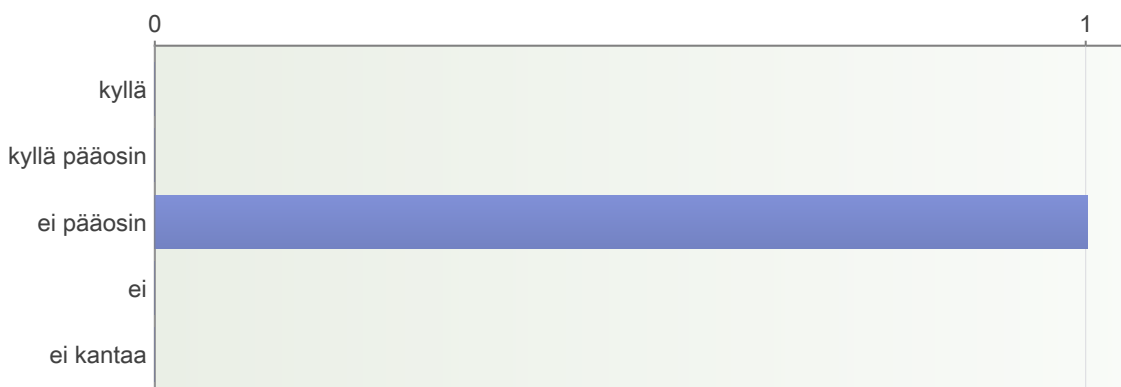 0 1
kyllä
kyllä pääosin
ei pääosin
ei
ei kantaa